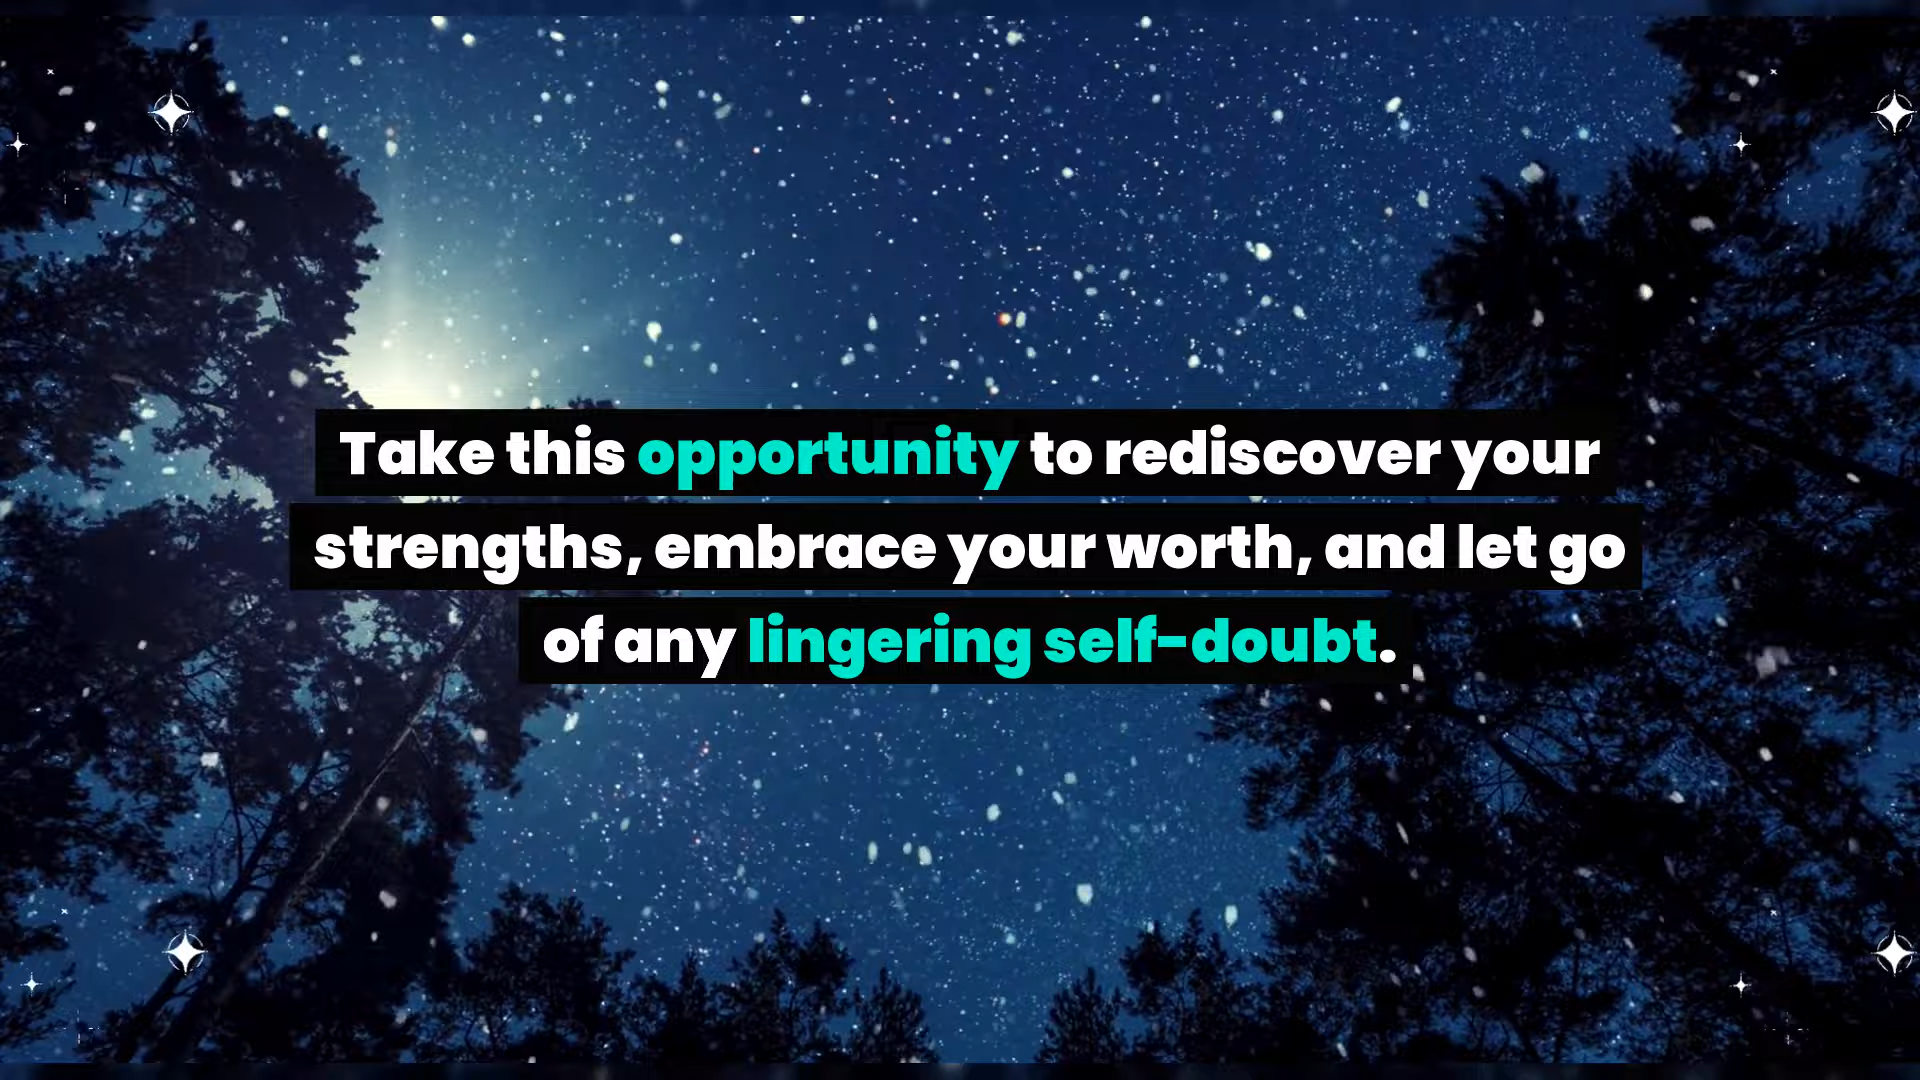 Take this opportunity to rediscover your
strengths, embrace your worth, and let go
of any lingering self-doubt.